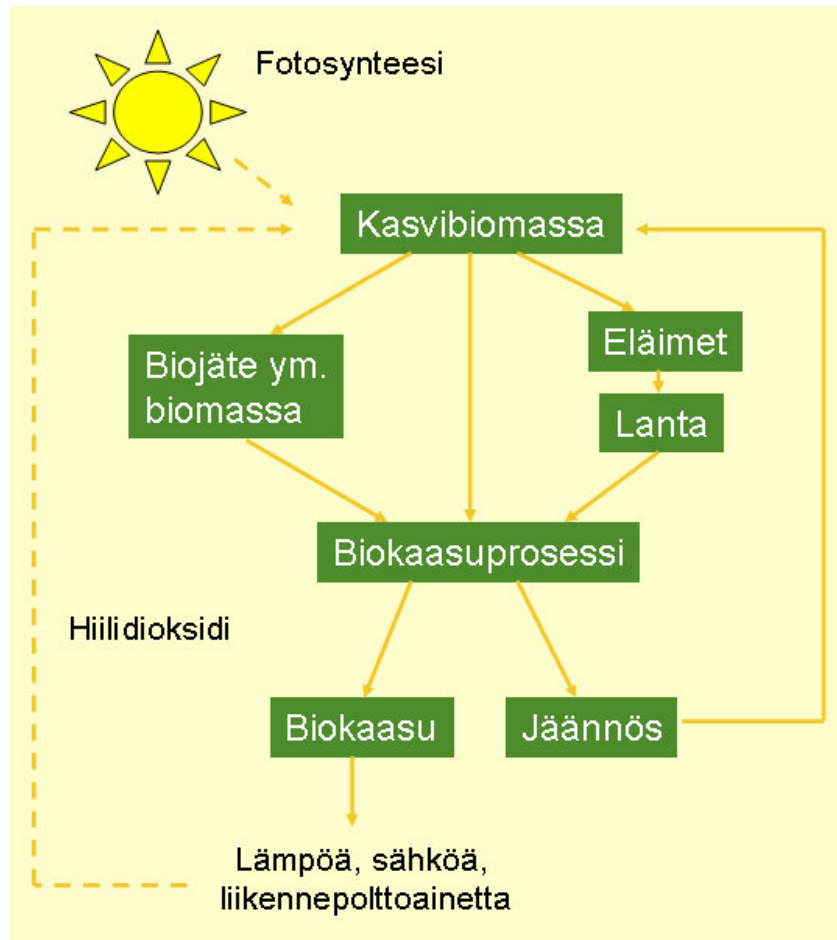 Fotosynteesi
Kasvibiomassa
Eläimet
Biojäte ym.
biomassa
Lanta
Biokaasuprosessi
Hiilidioksidi
Biokaasu
Jäännös
Lämpöä, sähköä,
liikennepolttoainetta